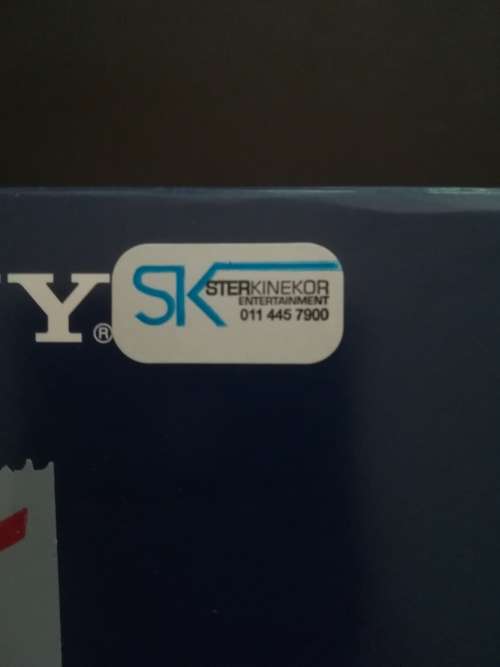 Y®
SK
STERKINEKOR
ENTERTAINMENT
011 445 7900